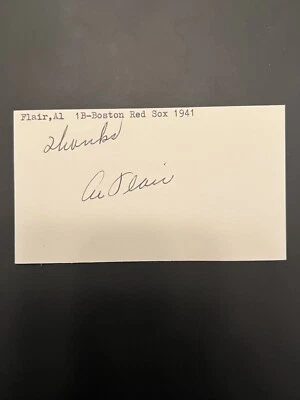 Flair,Al 1B-Boston Red Sox 1941
Thanks
Al Flair